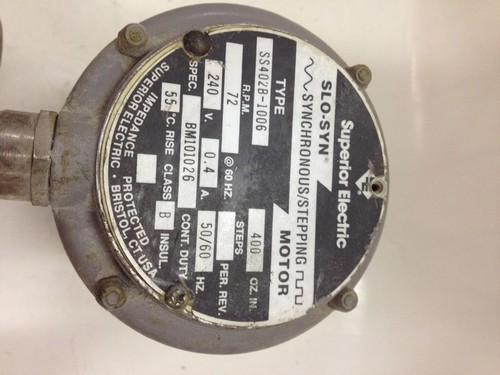 Superior Electric
SLO-SYN®
SYNCHRONOUS/STEPPING MOTOR
TYPE SS402B-1006 400 OZ. IN.
R.P.M. 72 @ 60 HZ. STEPS PER. REV.
240 V. 0.4 A. 50/60 HZ
SPEC. BM101026 CONT. DUTY
55 °C. RISE CLASS B INSUL
IMPEDANCE PROTECTED
SUPERIOR ELECTRIC • BRISTOL, CT. USA